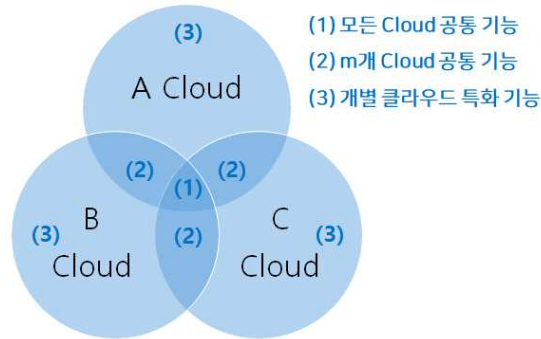 (3)
(1) 모든 Cloud 공통 기능
A Cloud
(2) m개 Cloud 공통 기능
(3) 개별 클라우드 특화 기능
(2)
(2)
(1)
B
Cloud
(3)
(2)
C
Cloud
(3)